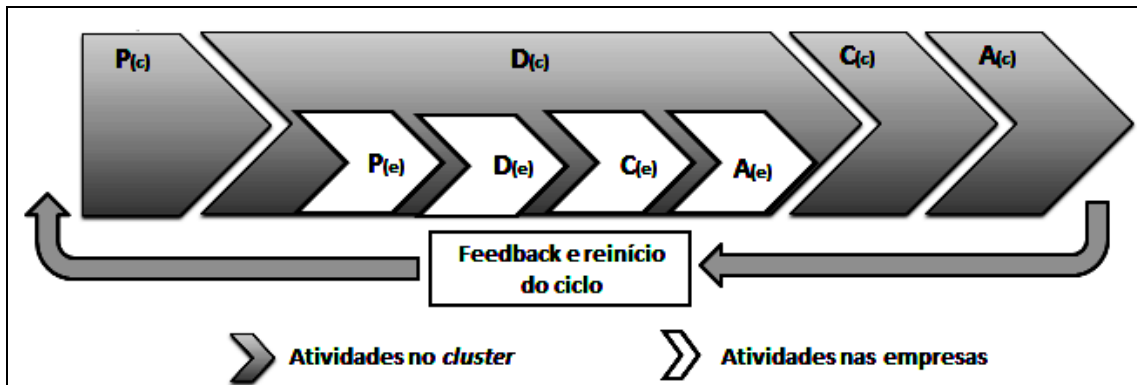 P(c)
D(c)
C(c)
A(c)
P(e)
D(e)
C(e)
A(e)
Feedback e reinício
do ciclo
Atividades no cluster
Atividades nas empresas